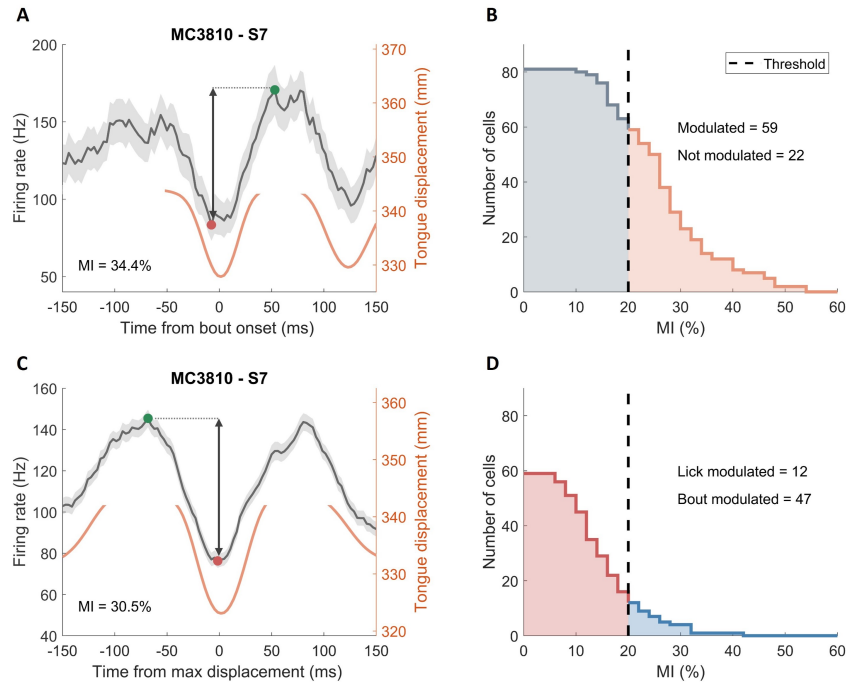 A
MC3810 - S7
Firing rate (Hz)
200
150
100
50
370
360
350
340
330
Tongue displacement (mm)
MI = 34.4%
-150 -100 -50 0 50 100 150
Time from bout onset (ms)
B
Number of cells
80
60
40
20
0
Threshold
Modulated = 59
Not modulated = 22
0 10 20 30 40 50 60
MI (%)
C
MC3810 - S7
Firing rate (Hz)
160
140
120
100
80
60
40
360
350
340
330
320
Tongue displacement (mm)
MI = 30.5%
-150 -100 -50 0 50 100 150
Time from max displacement (ms)
D
Number of cells
80
60
40
20
0
Lick modulated = 12
Bout modulated = 47
0 10 20 30 40 50 60
MI (%)